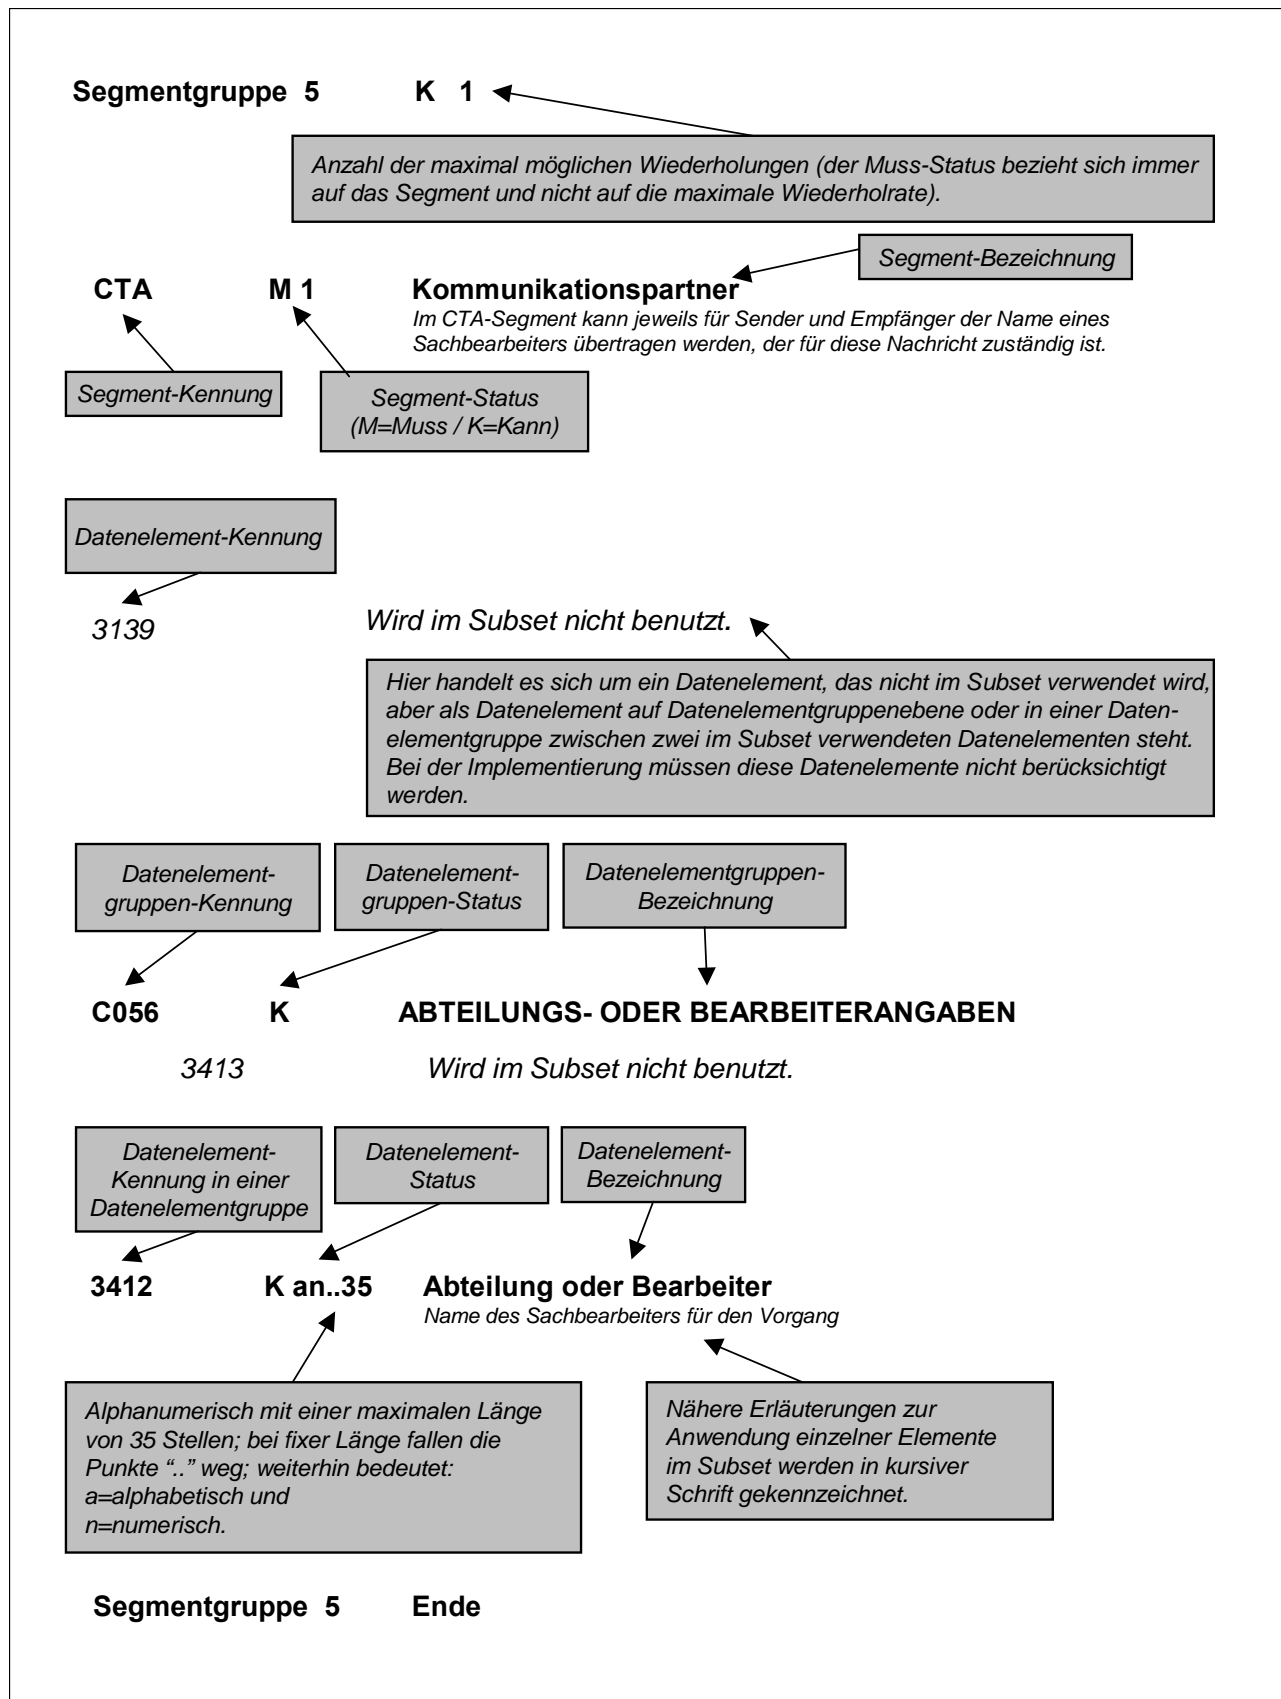 Segmentgruppe 5 K 1
Anzahl der maximal möglichen Wiederholungen (der Muss-Status bezieht sich immer
auf das Segment und nicht auf die maximale Wiederholrate).
Segment-Bezeichnung
CTA M 1 Kommunikationspartner
Im CTA-Segment kann jeweils für Sender und Empfänger der Name eines
Sachbearbeiters übertragen werden, der für diese Nachricht zuständig ist.
Segment-Kennung
Segment-Status
(M=Muss / K=Kann)
Datenelement-Kennung
3139 Wird im Subset nicht benutzt.
Hier handelt es sich um ein Datenelement, das nicht im Subset verwendet wird,
aber als Datenelement auf Datenelementgruppenebene oder in einer Daten-
elementgruppe zwischen zwei im Subset verwendeten Datenelementen steht.
Bei der Implementierung müssen diese Datenelemente nicht berücksichtigt
werden.
Datenelement-
gruppen-Kennung
Datenelement-
gruppen-Status
Datenelementgruppen-
Bezeichnung
C056 K ABTEILUNGS- ODER BEARBEITERANGABEN
3413 Wird im Subset nicht benutzt.
Datenelement-
Kennung in einer
Datenelementgruppe
Datenelement-
Status
Datenelement-
Bezeichnung
3412 K an..35 Abteilung oder Bearbeiter
Name des Sachbearbeiters für den Vorgang
Alphanumerisch mit einer maximalen Länge
von 35 Stellen; bei fixer Länge fallen die
Punkte “..” weg; weiterhin bedeutet:
a=alphabetisch und
n=numerisch.
Nähere Erläuterungen zur
Anwendung einzelner Elemente
im Subset werden in kursiver
Schrift gekennzeichnet.
Segmentgruppe 5 Ende